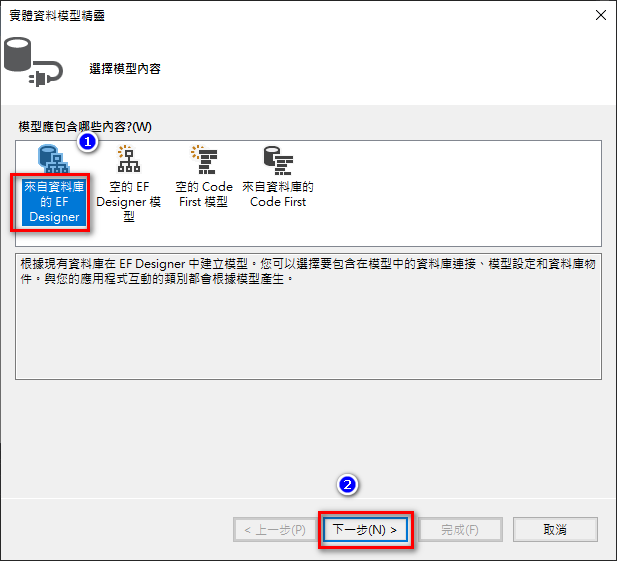 實體資料模型精靈
選擇模型內容
模型應包含哪些內容?(W)
1
來自資料庫
的 EF
Designer
空的 EF
Designer 模
型
空的 Code
First 模型
來自資料庫的
Code First
根據現有資料庫在 EF Designer 中建立模型。您可以選擇要包含在模型中的資料庫連接、模型設定和資料庫物
件。與您的應用程式互動的類別都會根據模型產生。
2
< 上一步(P)
下一步(N) >
完成(F)
取消